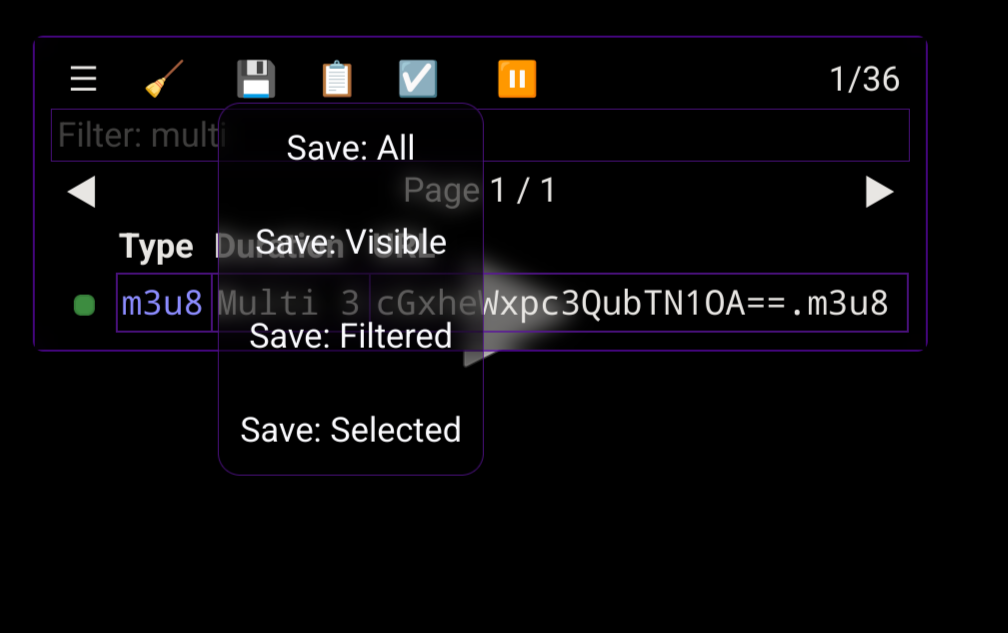 1/36
Filter: multi
Save: All
Page 1 / 1
Type Duration URL
Save: Visible
m3u8 Multi 3 cGxheWxpc3QubTN1OA==.m3u8
Save: Filtered
Save: Selected